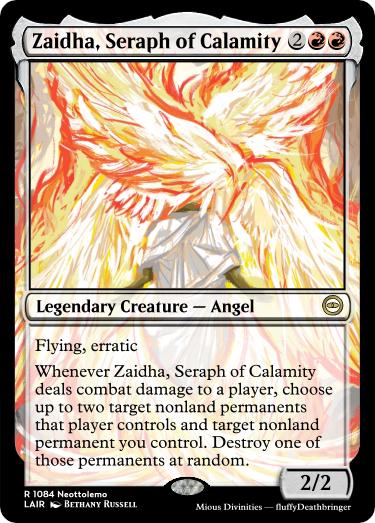 Zaidha, Seraph of Calamity 2
Legendary Creature — Angel
Flying, erratic
Whenever Zaidha, Seraph of Calamity
deals combat damage to a player, choose
up to two target nonland permanents
that player controls and target nonland
permanent you control. Destroy one of
those permanents at random.
2/2
R 1084 Neottolemo
LAIR Bethany Russell
Mious Divinities — fluffyDeathbringer